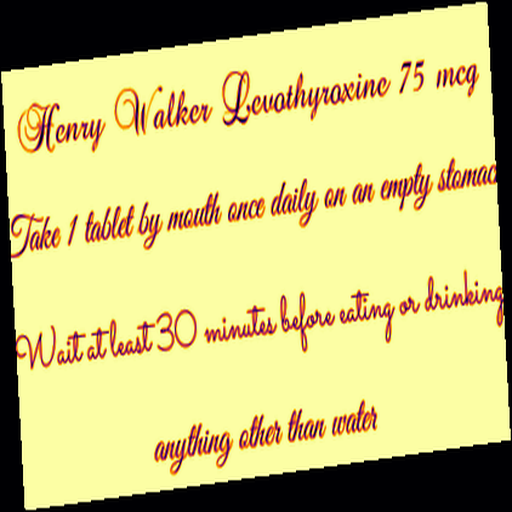 Henry Walker Levothyroxine 75 mcg
Take 1 tablet by mouth once daily on an empty stomac
Wait at least 30 minutes before eating or drinking
anything other than water